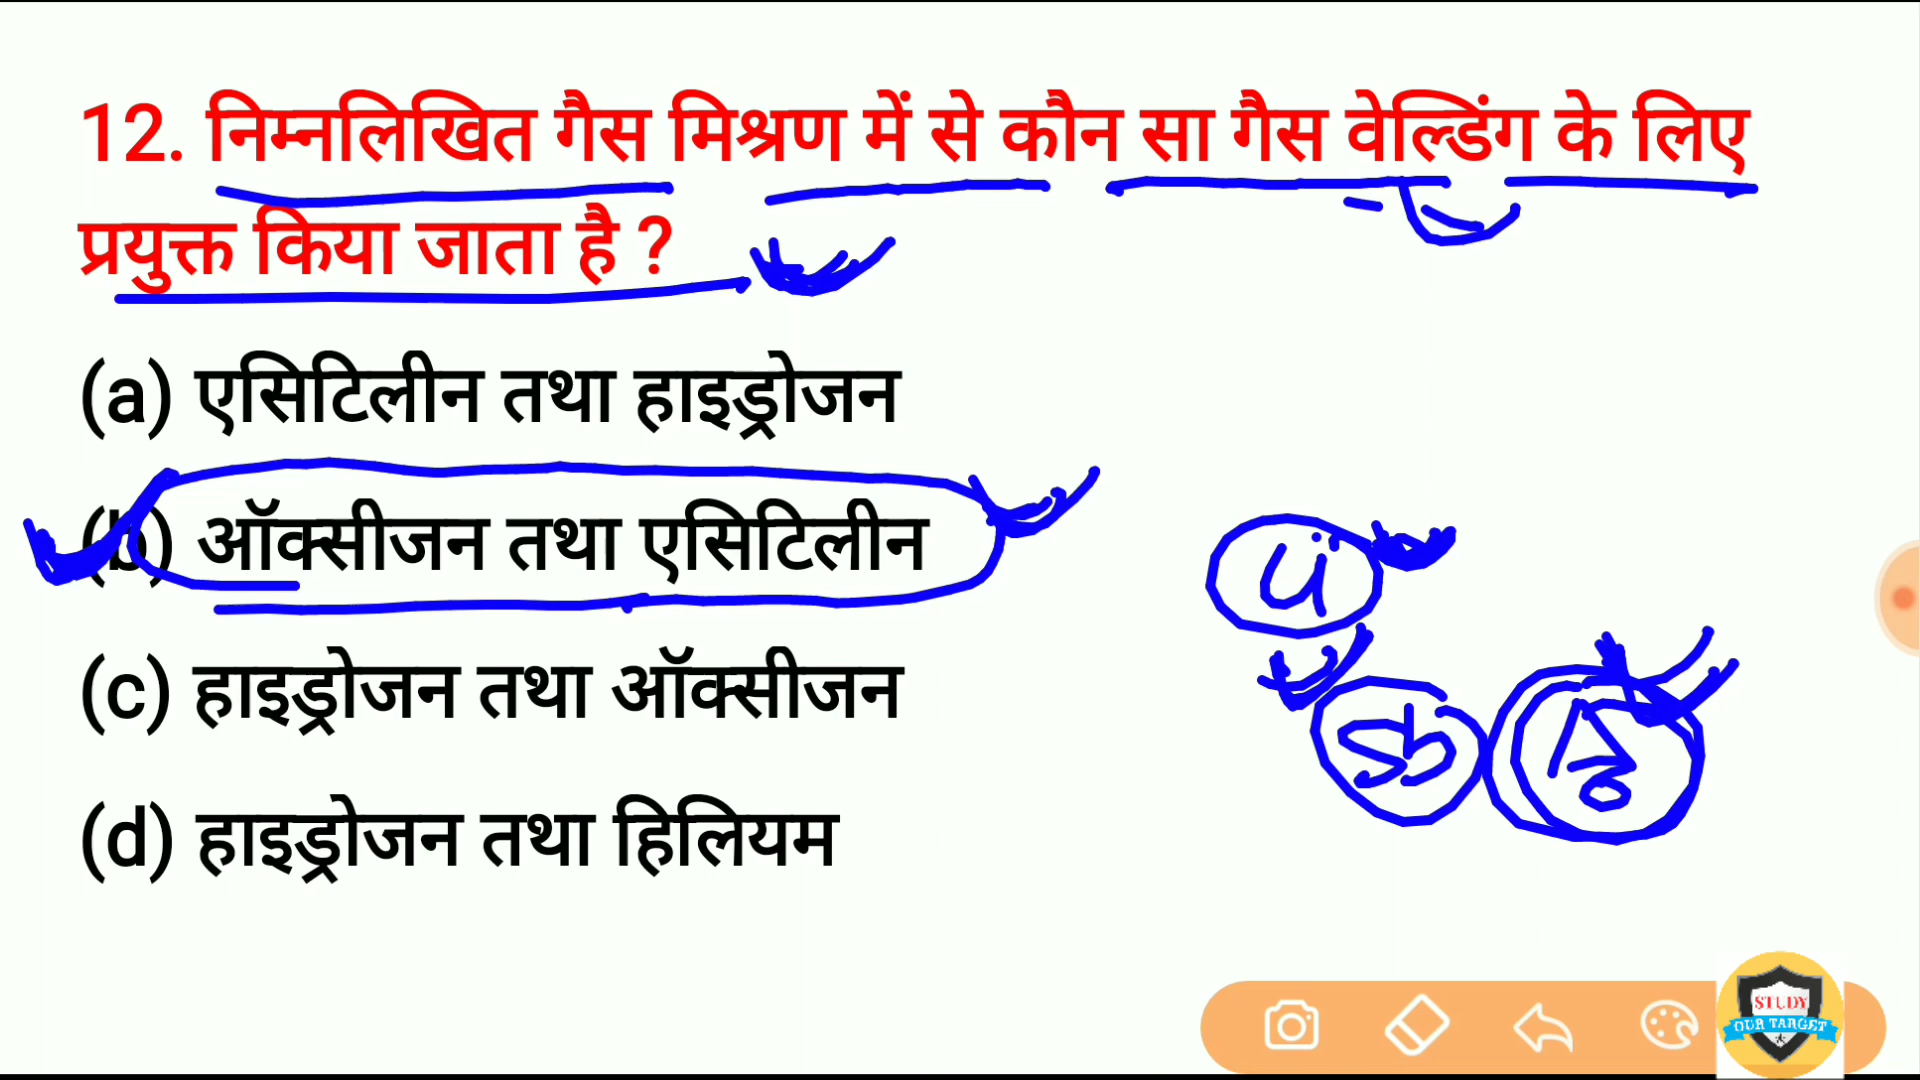 12. निम्नलिखित गैस मिश्रण में से कौन सा गैस वेल्डिंग के लिए
प्रयुक्त किया जाता है ?
(a) एसिटिलीन तथा हाइड्रोजन
(b) ऑक्सीजन तथा एसिटिलीन
(c) हाइड्रोजन तथा ऑक्सीजन
(d) हाइड्रोजन तथा हिलियम
STUDY
OUR TARGET